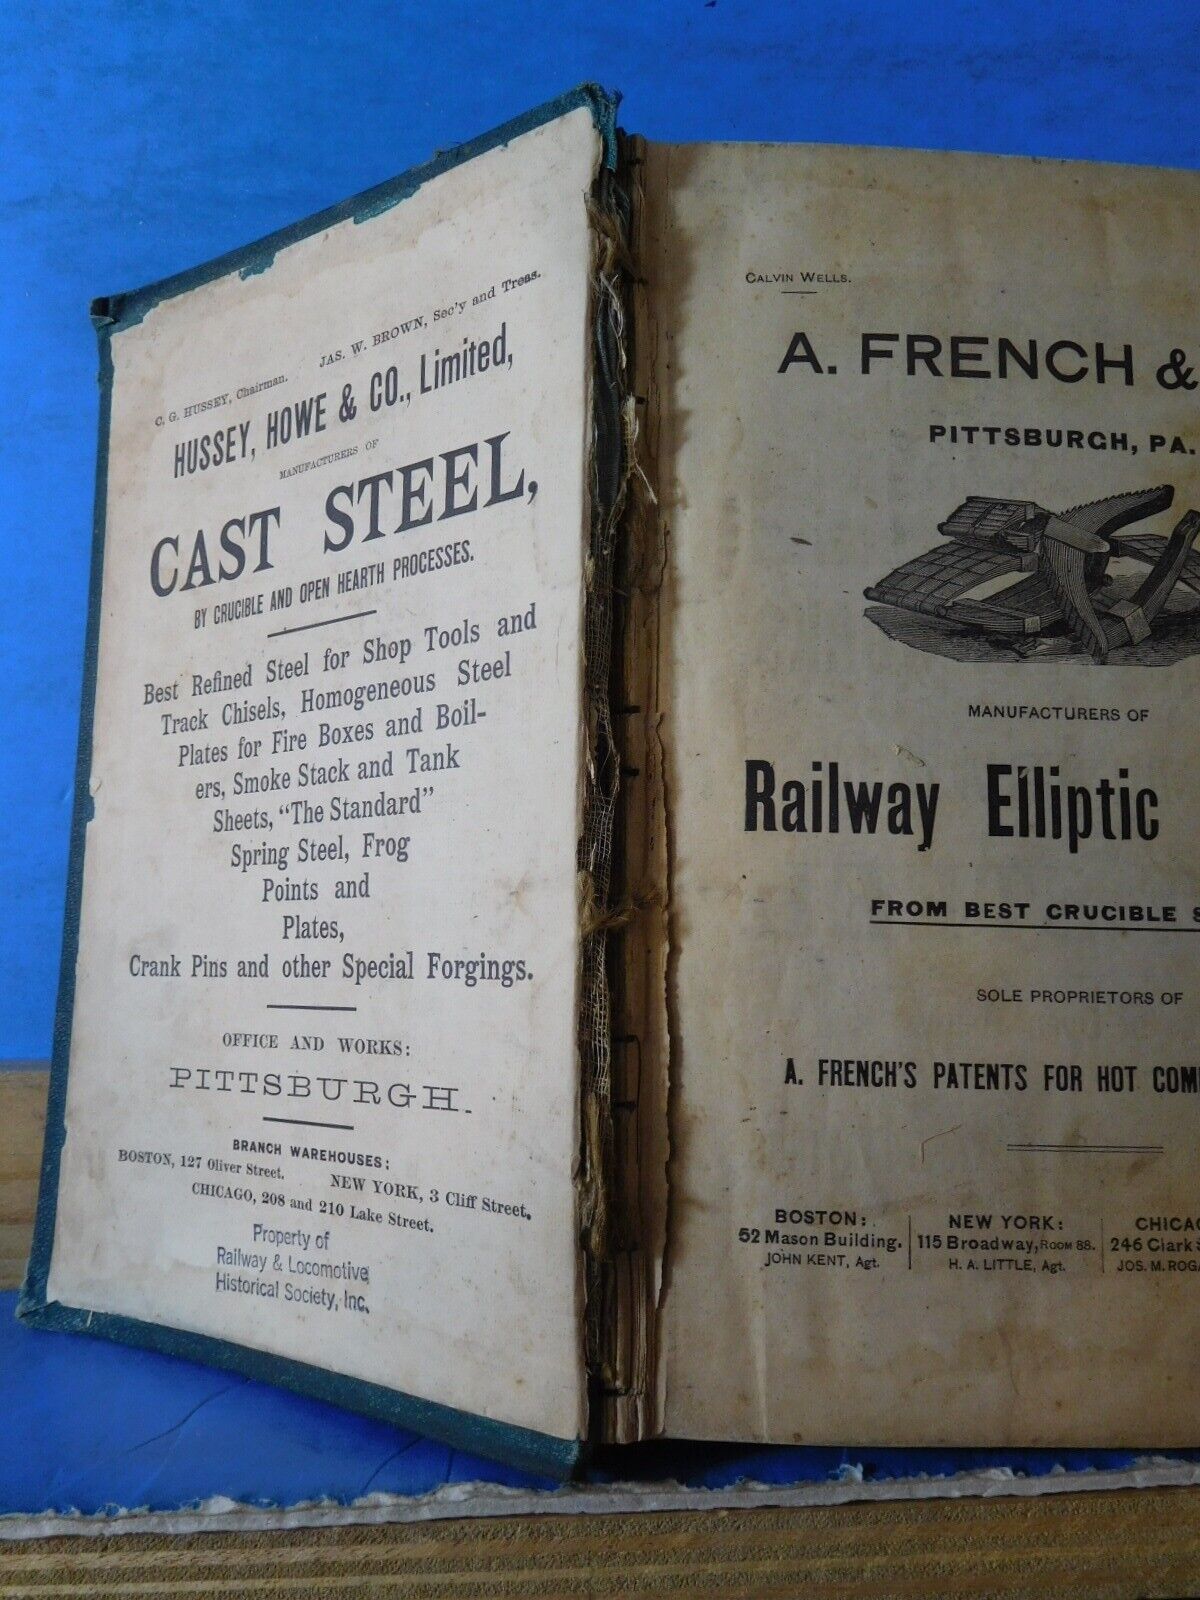 C. G. HUSSEY, Chairman. JAS. W. BROWN, Sec'y and Treas.
HUSSEY, HOWE & CO., Limited,
MANUFACTURERS OF
CAST STEEL,
BY CRUCIBLE AND OPEN HEARTH PROCESSES.
Best Refined Steel for Shop Tools and
Track Chisels, Homogeneous Steel
Plates for Fire Boxes and Boil-
ers, Smoke Stack and Tank
Sheets, "The Standard"
Spring Steel, Frog
Points and
Plates,
Crank Pins and other Special Forgings.
OFFICE AND WORKS:
PITTSBURGH.
BRANCH WAREHOUSES:
BOSTON, 127 Oliver Street. NEW YORK, 3 Cliff Street,
CHICAGO, 208 and 210 Lake Street.
Property of
Railway & Locomotive
Historical Society, Inc.
CALVIN WELLS.
A. FRENCH &
PITTSBURGH, PA.
MANUFACTURERS OF
Railway Elliptic
FROM BEST CRUCIBLE
SOLE PROPRIETORS OF
A. FRENCH'S PATENTS FOR HOT
BOSTON:
52 Mason Building.
JOHN KENT, Agt.
NEW YORK:
115 Broadway, ROOM 88.
H. A. LITTLE, Agt.
246 Clark
JOS. M.